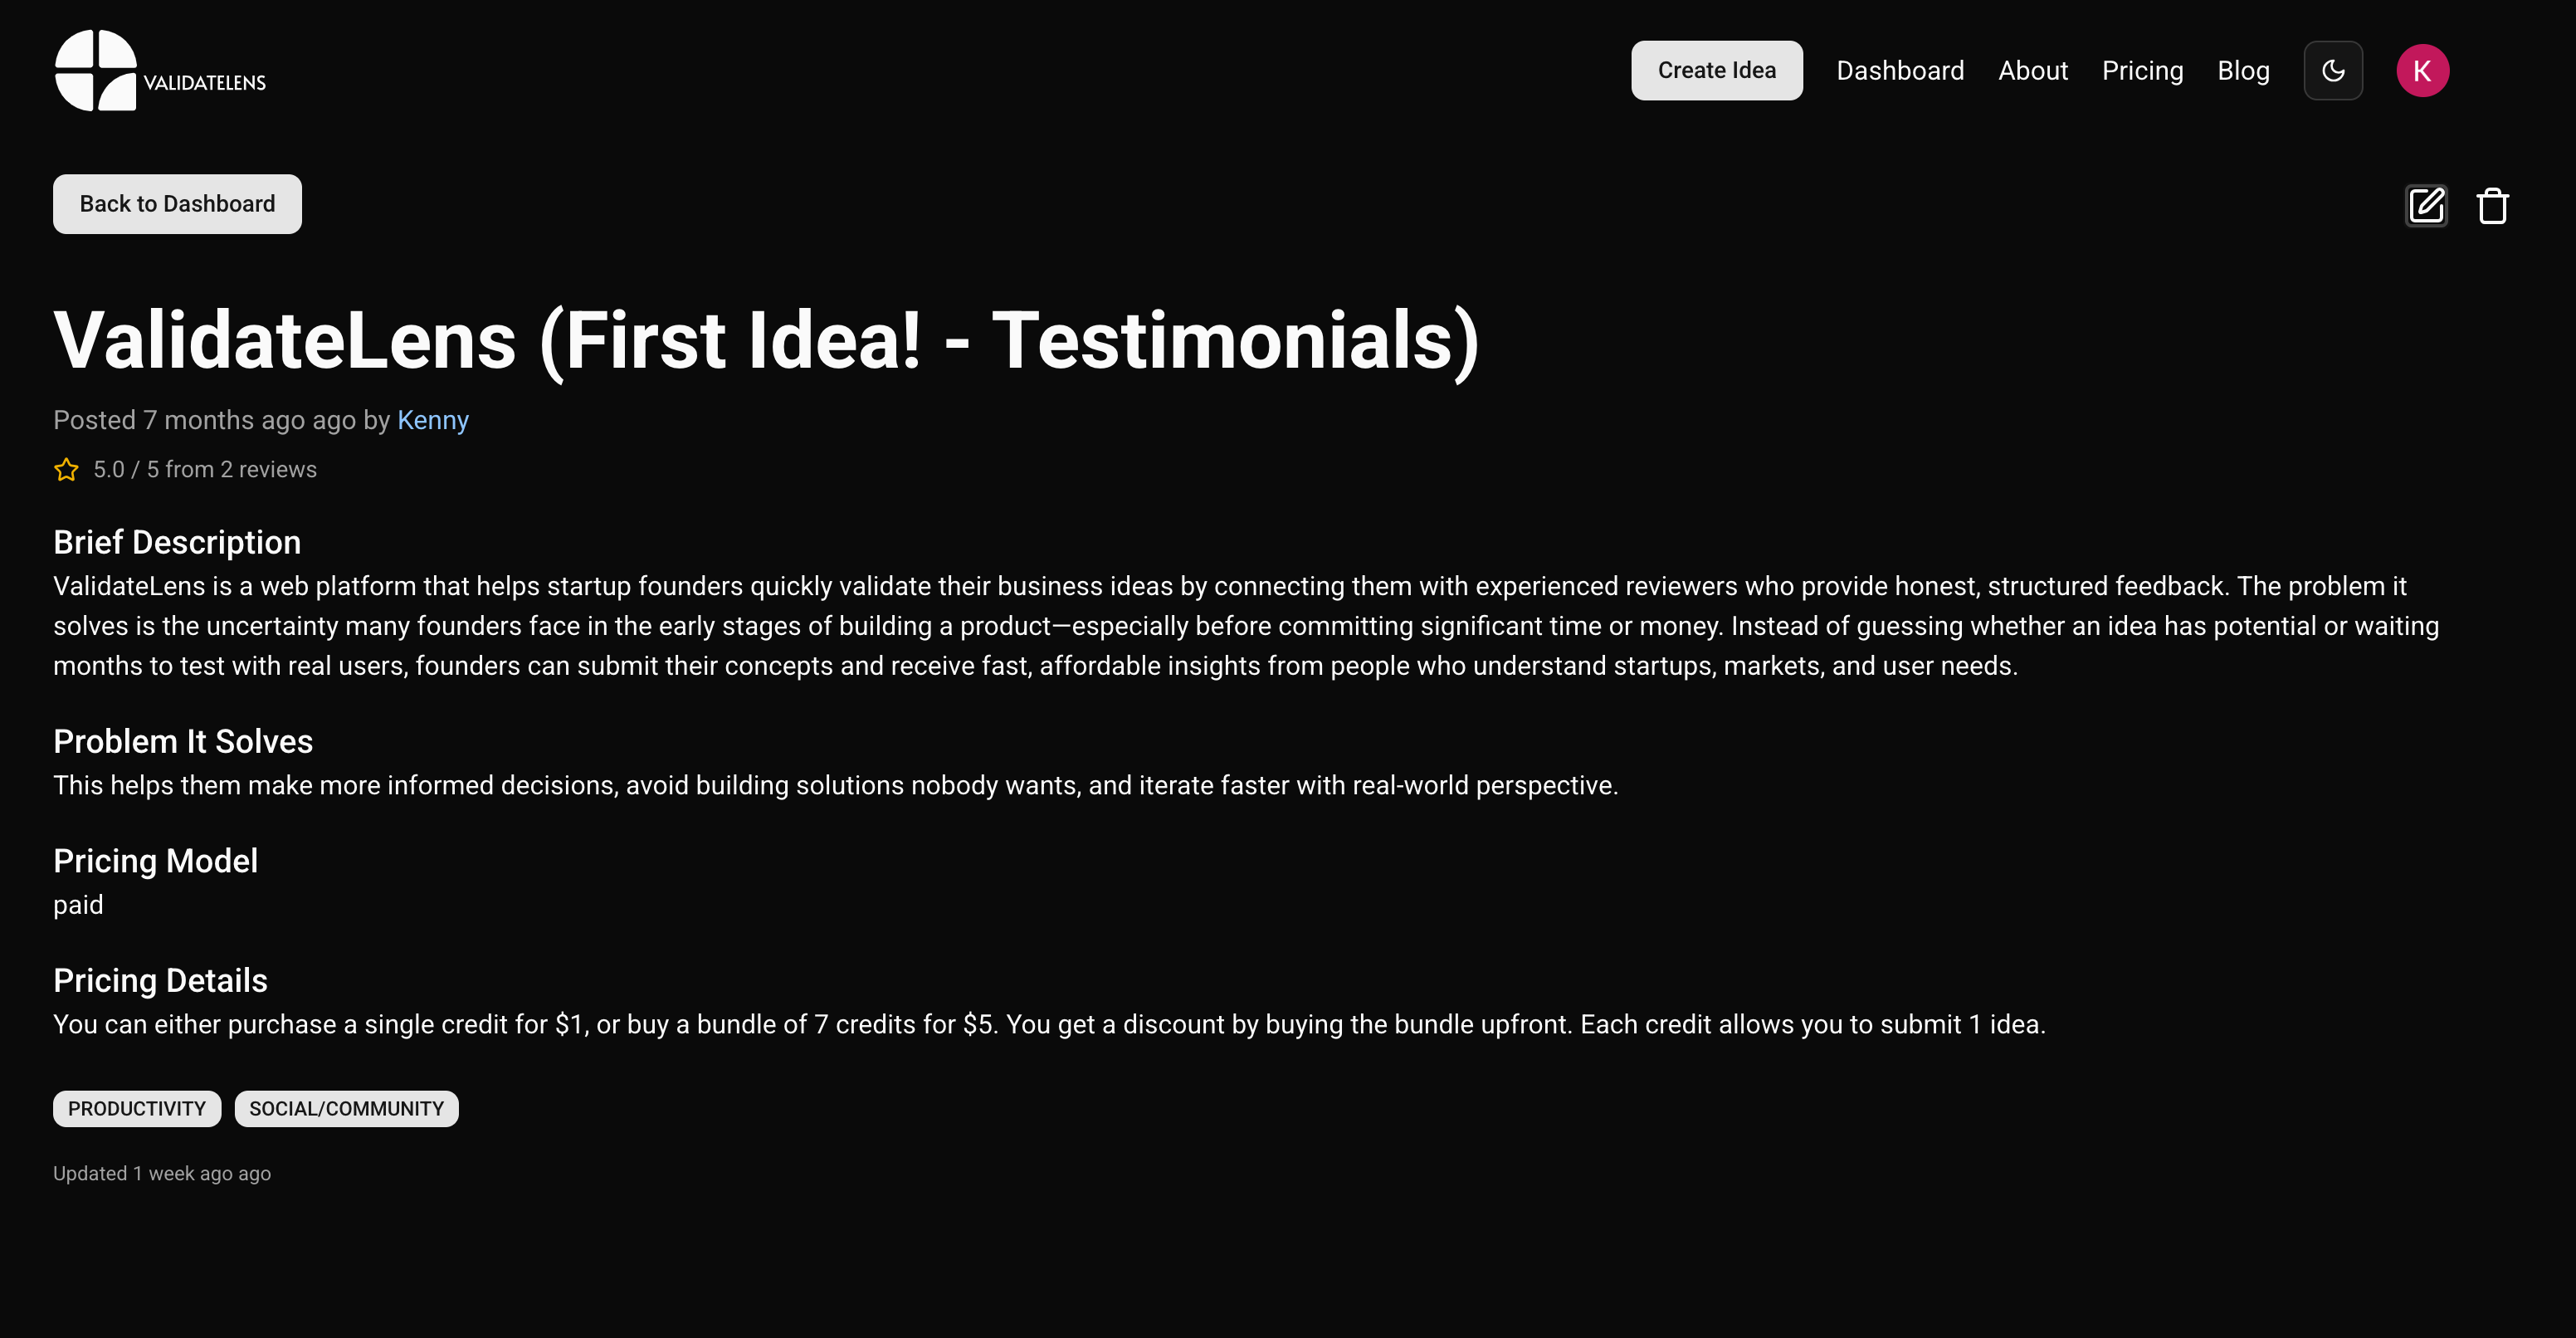 VALIDATELENS
Create Idea
Dashboard
About
Pricing
Blog
K
Back to Dashboard
ValidateLens (First Idea! - Testimonials)
Posted 7 months ago ago by Kenny
5.0 / 5 from 2 reviews
Brief Description
ValidateLens is a web platform that helps startup founders quickly validate their business ideas by connecting them with experienced reviewers who provide honest, structured feedback. The problem it
solves is the uncertainty many founders face in the early stages of building a product—especially before committing significant time or money. Instead of guessing whether an idea has potential or waiting
months to test with real users, founders can submit their concepts and receive fast, affordable insights from people who understand startups, markets, and user needs.
Problem It Solves
This helps them make more informed decisions, avoid building solutions nobody wants, and iterate faster with real-world perspective.
Pricing Model
paid
Pricing Details
You can either purchase a single credit for $1, or buy a bundle of 7 credits for $5. You get a discount by buying the bundle upfront. Each credit allows you to submit 1 idea.
PRODUCTIVITY
SOCIAL/COMMUNITY
Updated 1 week ago ago